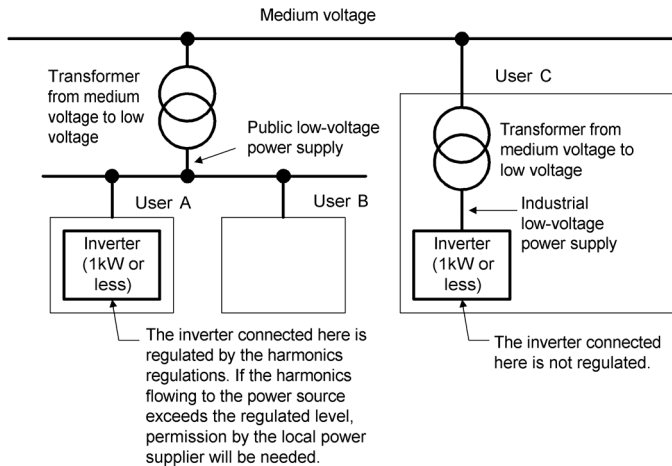 Medium voltage
Transformer
from medium
voltage to low
voltage
Public low-voltage
power supply
User A
User B
Inverter
(1kW or
less)
The inverter connected here is
regulated by the harmonics
regulations. If the harmonics
flowing to the power source
exceeds the regulated level,
permission by the local power
supplier will be needed.
User C
Transformer from
medium voltage to
low voltage
Industrial
low-voltage
power supply
Inverter
(1kW or
less)
The inverter connected
here is not regulated.